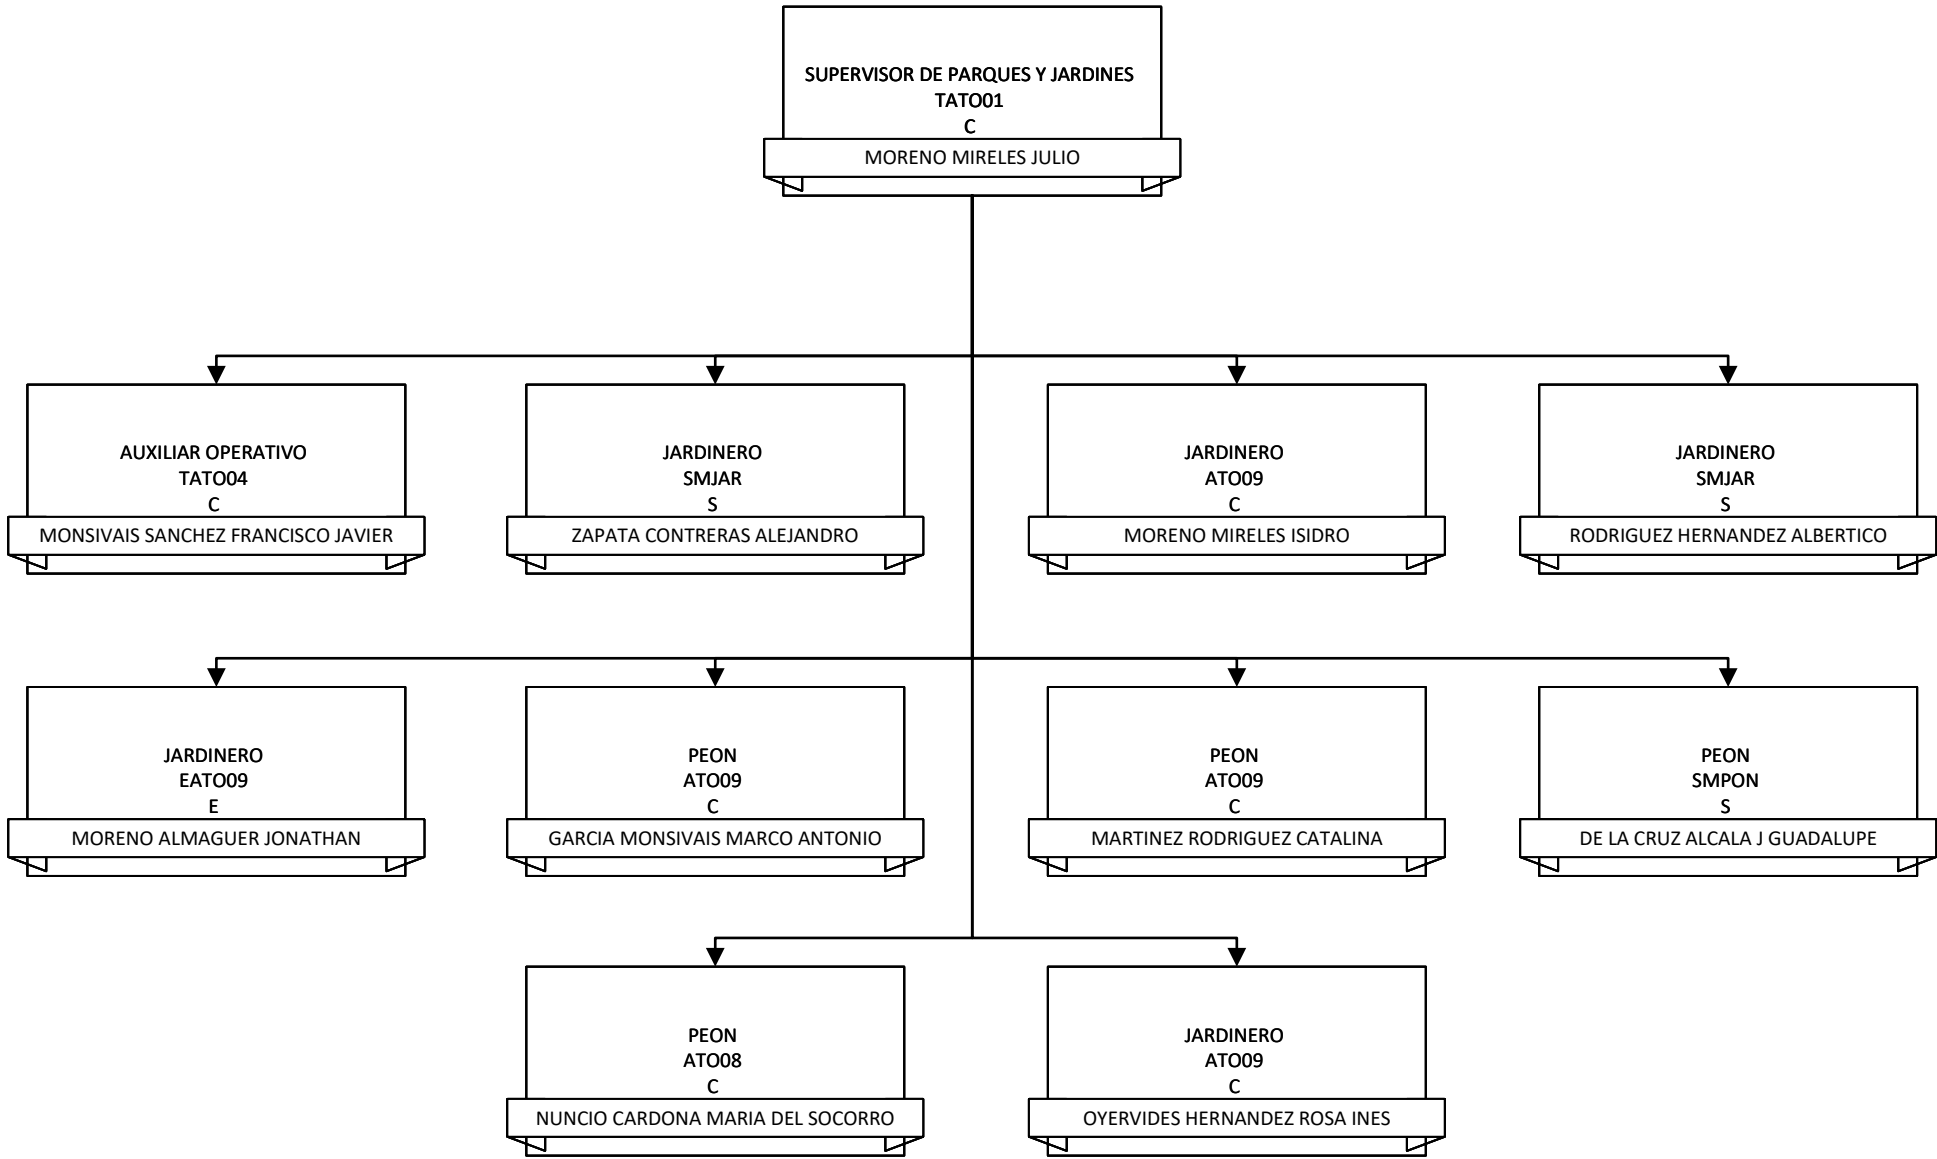 SUPERVISOR DE PARQUES Y JARDINES
TATO01
C
MORENO MIRELES JULIO
AUXILIAR OPERATIVO
TATO04
C
MONSIVAIS SANCHEZ FRANCISCO JAVIER
JARDINERO
SMJAR
S
ZAPATA CONTRERAS ALEJANDRO
JARDINERO
ATO09
C
MORENO MIRELES ISIDRO
JARDINERO
SMJAR
S
RODRIGUEZ HERNANDEZ ALBERTICO
JARDINERO
EATO09
E
MORENO ALMAGUER JONATHAN
PEON
ATO09
C
GARCIA MONSIVAIS MARCO ANTONIO
PEON
ATO09
C
MARTINEZ RODRIGUEZ CATALINA
PEON
SMPON
S
DE LA CRUZ ALCALA J GUADALUPE
PEON
ATO08
C
NUNCIO CARDONA MARIA DEL SOCORRO
JARDINERO
ATO09
C
OYERVIDES HERNANDEZ ROSA INES